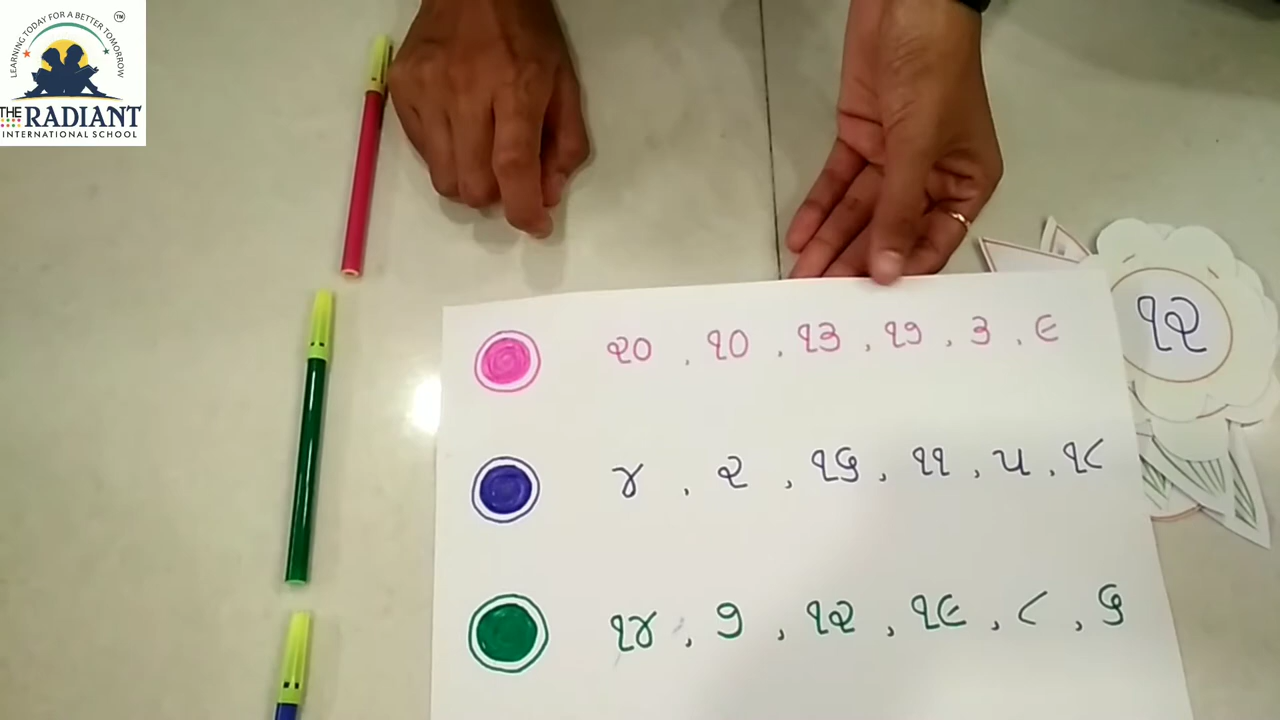 LEARNING TODAY FOR A BETTER TOMORROW
TM
THE RADIANT
INTERNATIONAL SCHOOL
૨૦ , ૧૦ , ૧૩ , ૧૭ , ૩ , ૯
૧૨
૪ , ૨ , ૧૬ , ૧૧ , ૫ , ૧૮
૧૪ , ૭ , ૧૨ , ૧૯ , ૮ , ૬